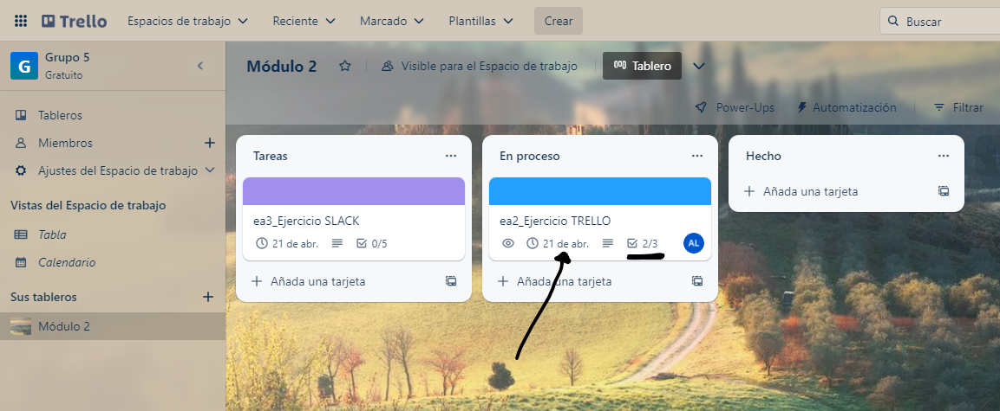 Trello Espacios de trabajo Reciente Marcado Plantillas Crear Buscar
G Grupo 5
Gratuito
Módulo 2 Visible para el Espacio de trabajo Tablero
Power-Ups Automatización Filtrar
Tableros
Miembros
Ajustes del Espacio de trabajo
Vistas del Espacio de trabajo
Tabla
Calendario
Sus tableros
Módulo 2
Tareas
ea3_Ejercicio SLACK
21 de abr. 0/5
Añada una tarjeta
En proceso
ea2_Ejercicio TRELLO
21 de abr. 2/3 AL
Añada una tarjeta
Hecho
Añada una tarjeta